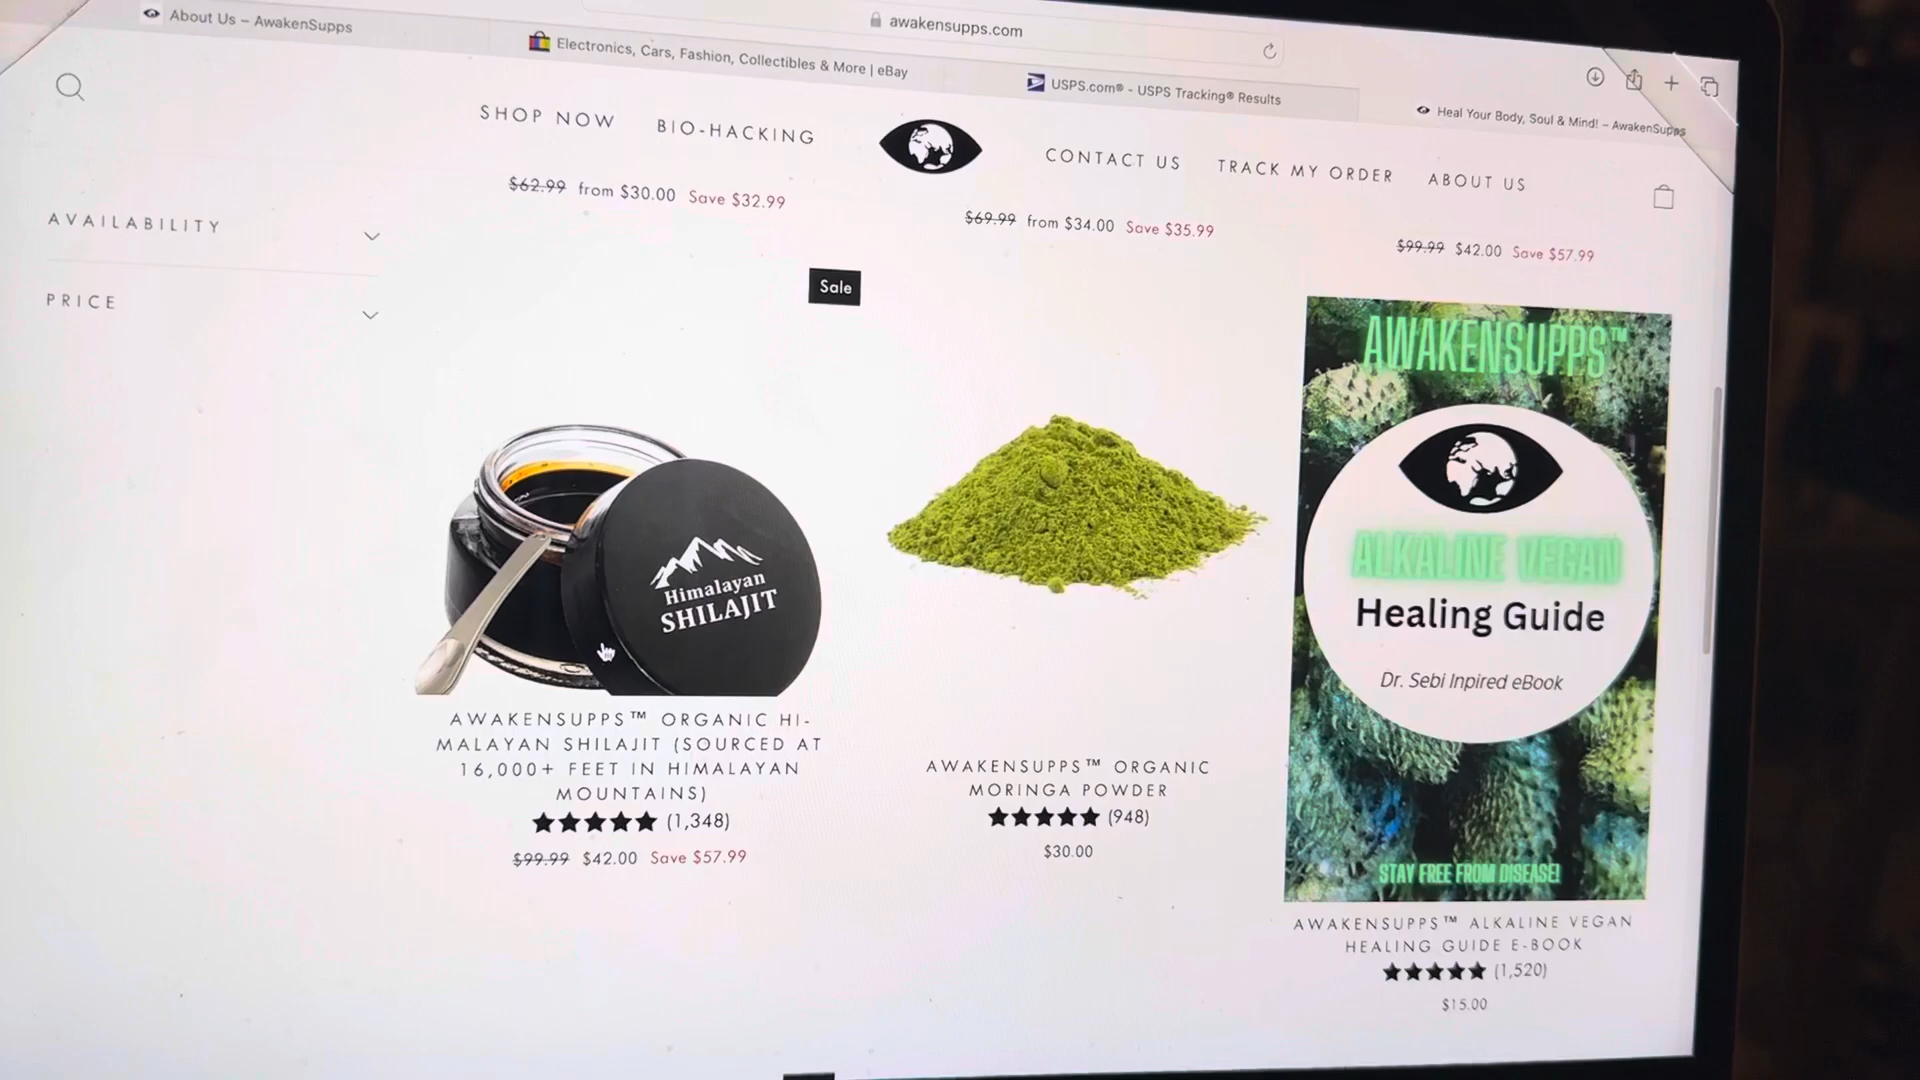 About Us – AwakenSupps
Electronics, Cars, Fashion, Collectibles & More | eBay
awakensupps.com
USPS.com® - USPS Tracking® Results
Heal Your Body, Soul & Mind! – AwakenSupps
SHOP NOW
BIO-HACKING
CONTACT US
TRACK MY ORDER
ABOUT US
$62.99 from $30.00 Save $32.99
$69.99 from $34.00 Save $35.99
$99.99 $42.00 Save $57.99
AVAILABILITY
PRICE
Sale
Himalayan
SHILAJIT
AWAKENSUPPS™ ORGANIC HI-
MALAYAN SHILAJIT (SOURCED AT
16,000+ FEET IN HIMALAYAN
MOUNTAINS)
(1,348)
$99.99 $42.00 Save $57.99
AWAKENSUPPS™ ORGANIC
MORINGA POWDER
(948)
$30.00
AWAKENSUPPS™
ALKALINE VEGAN
Healing Guide
Dr. Sebi Inpired eBook
STAY FREE FROM DISEASE!
AWAKENSUPPS™ ALKALINE VEGAN
HEALING GUIDE E-BOOK
(1,520)
$15.00